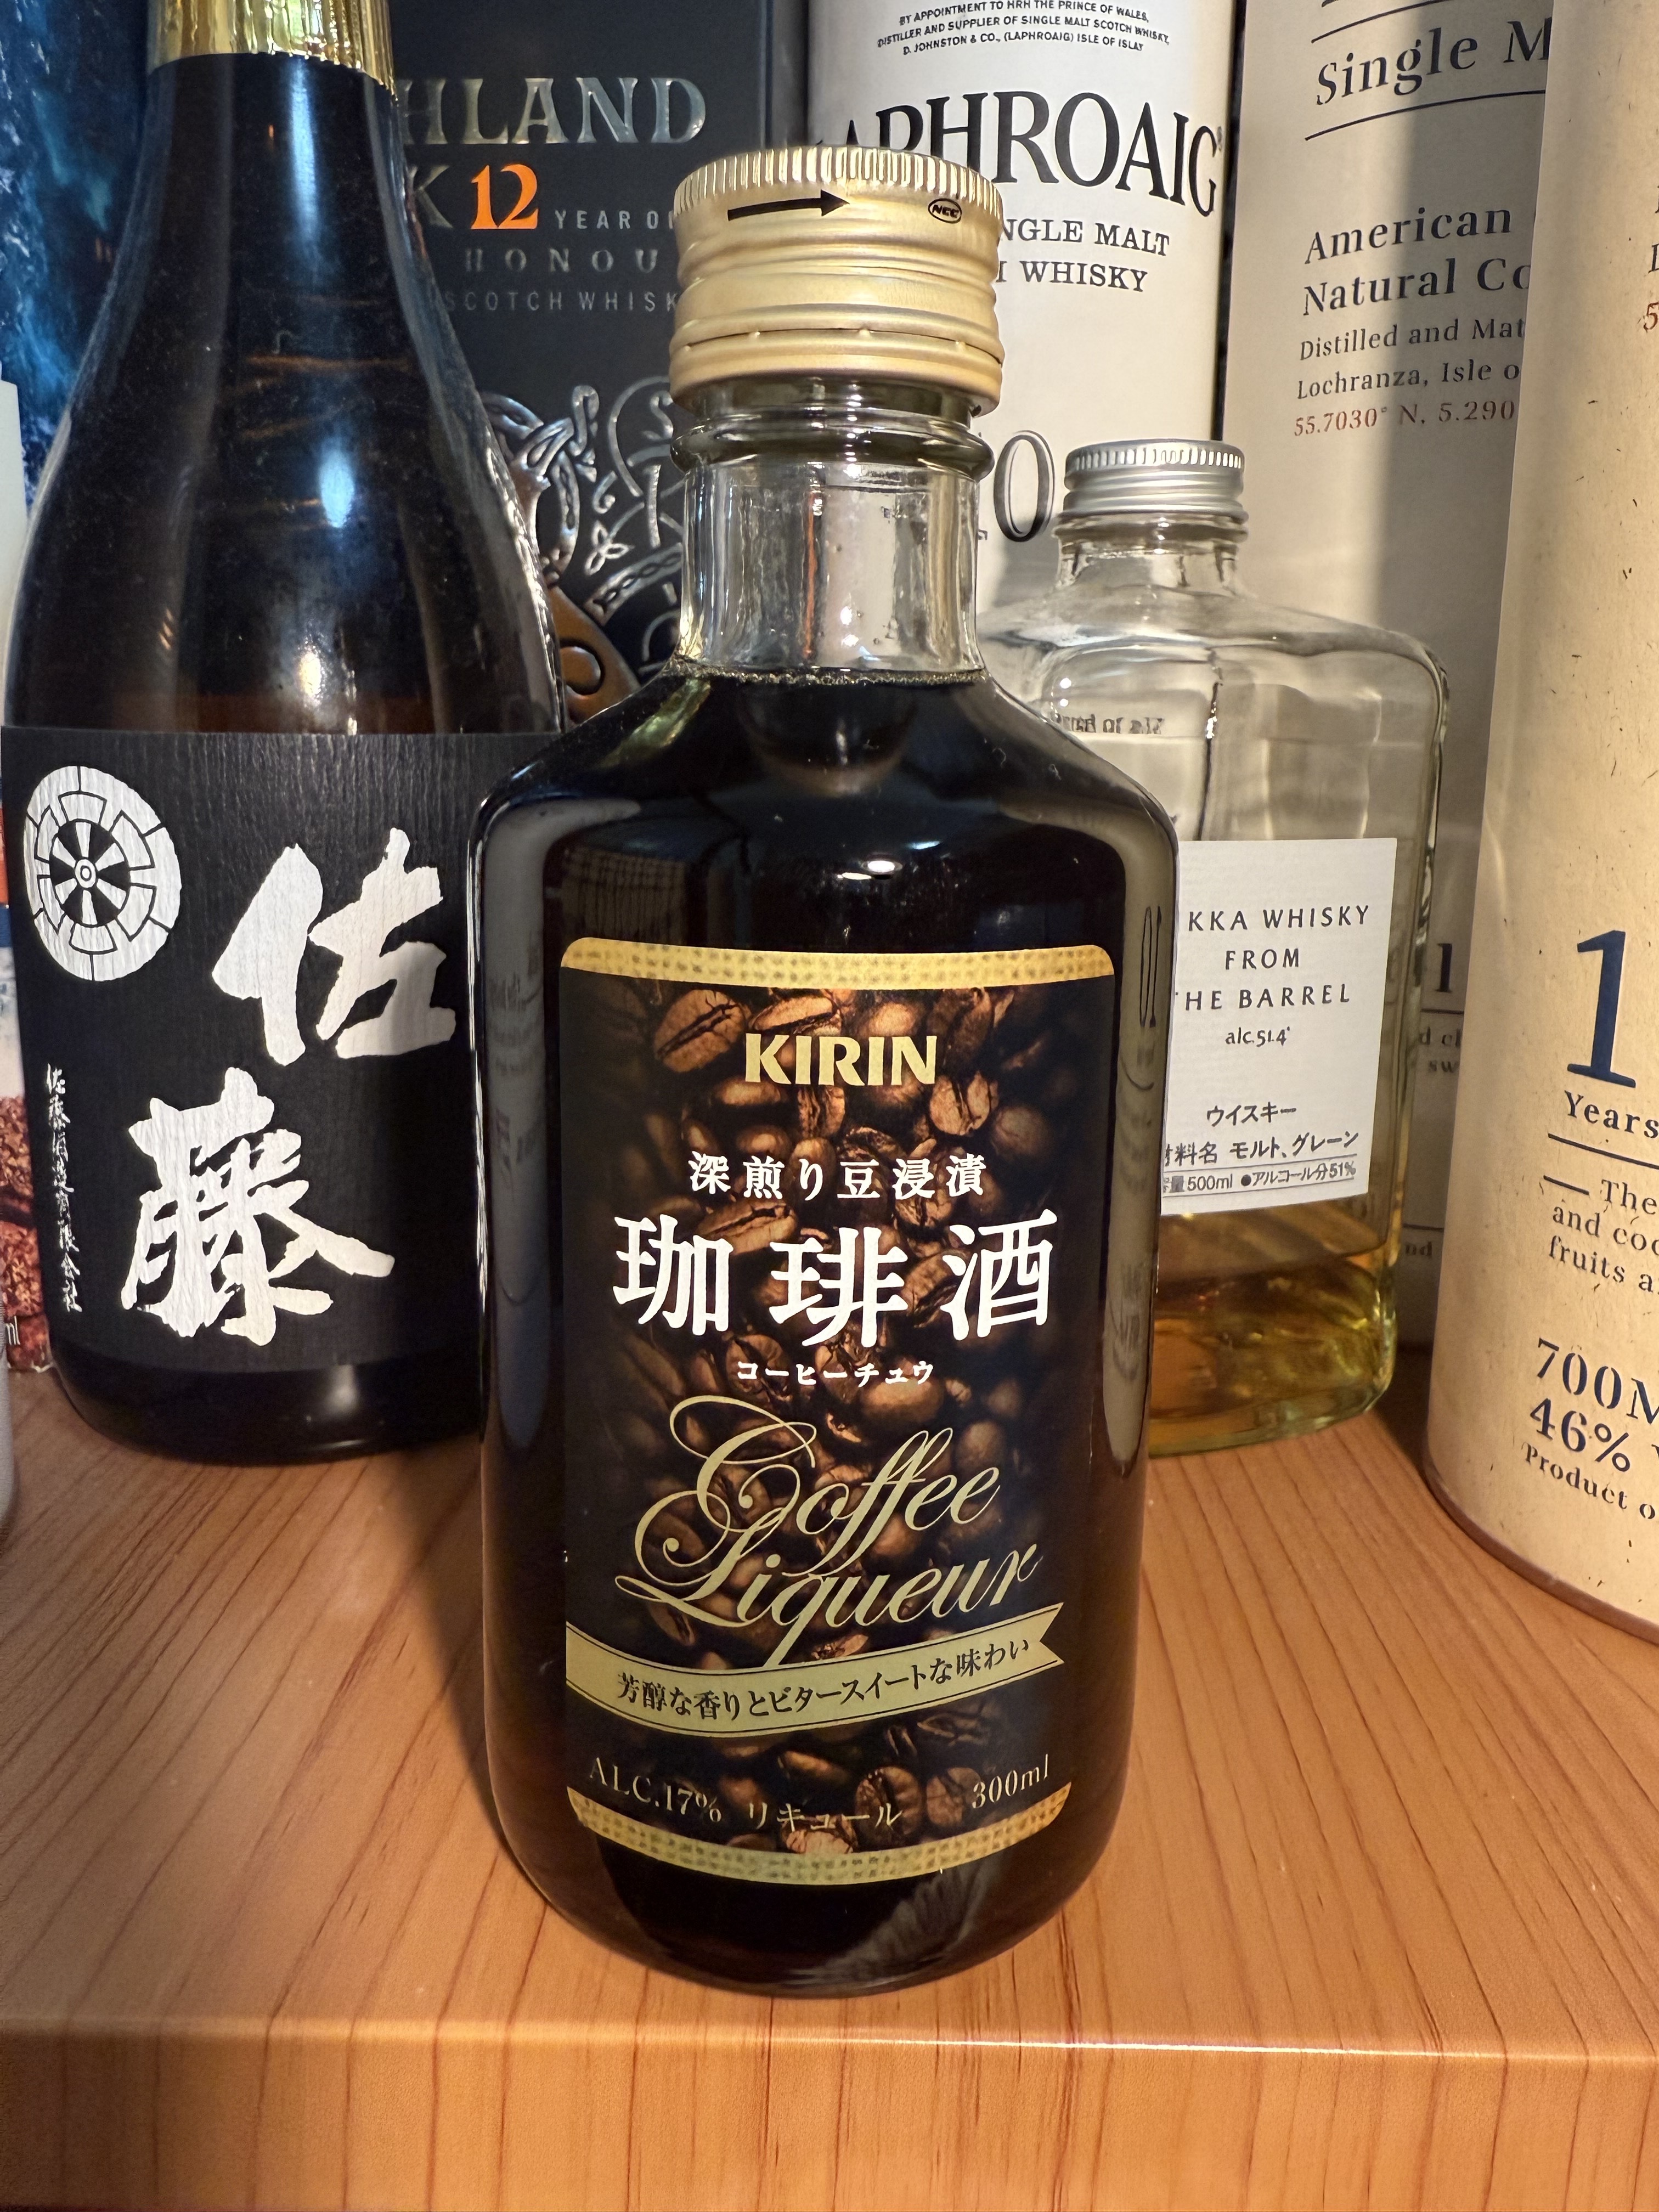 BY APPOINTMENT TO HRH THE PRINCE OF WALES,
DISTILLER AND SUPPLIER OF SINGLE MALT SCOTCH WHISKY,
D. JOHNSTON & CO., (LAPHROAIG) ISLE OF ISLAY
LAPHROAIG
NGLE MALT
WHISKY
10
HLAND
K 12 YEAR OL
HONOU
SCOTCH WHISK
Single M
American
Natural Co
Distilled and Mat
Lochranza, Isle o
55.7030° N, 5.290
佐藤
KIRIN
深煎り豆浸漬
珈琲酒
コーヒーチュウ
Coffee
Liqueur
芳醇な香りとビタースイートな味わい
ALC.17% リキュール 300ml
KKA WHISKY
FROM
THE BARREL
alc.51.4°
ウイスキー
材料名 モルト、グレーン
容量500ml ●アルコール分51%
1
Years
The
and coc
fruits a
700M
46%
Product o